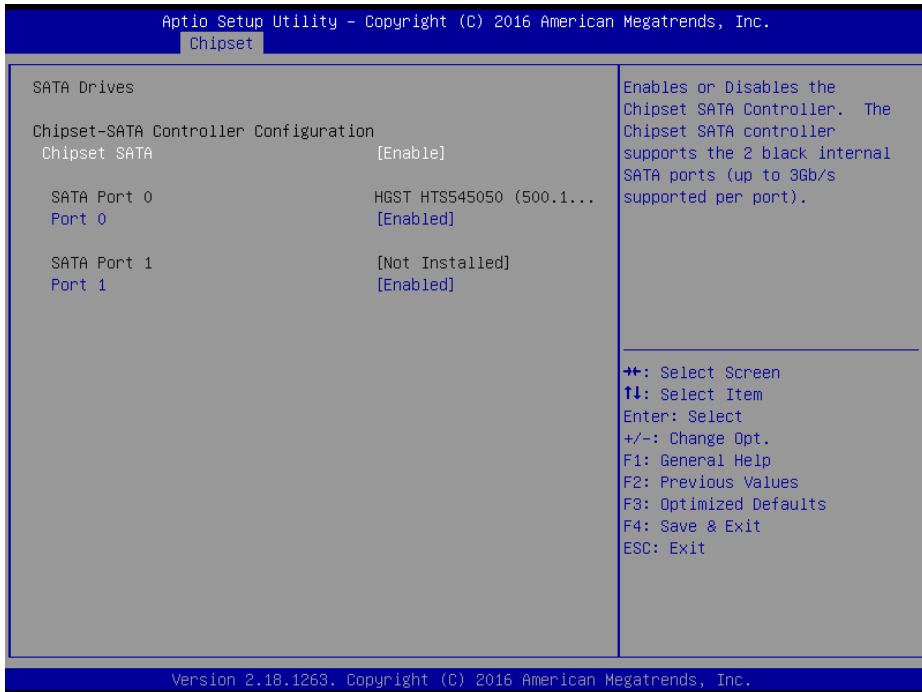 Aptio Setup Utility – Copyright (C) 2016 American Megatrends, Inc.
Chipset
SATA Drives
Chipset-SATA Controller Configuration
Chipset SATA [Enable]
SATA Port 0 HGST HTS545050 (500.1...
Port 0 [Enabled]
SATA Port 1 [Not Installed]
Port 1 [Enabled]
Enables or Disables the
Chipset SATA Controller. The
Chipset SATA controller
supports the 2 black internal
SATA ports (up to 3Gb/s
supported per port).
→←: Select Screen
↑↓: Select Item
Enter: Select
+/-: Change Opt.
F1: General Help
F2: Previous Values
F3: Optimized Defaults
F4: Save & Exit
ESC: Exit
Version 2.18.1263. Copyright (C) 2016 American Megatrends, Inc.